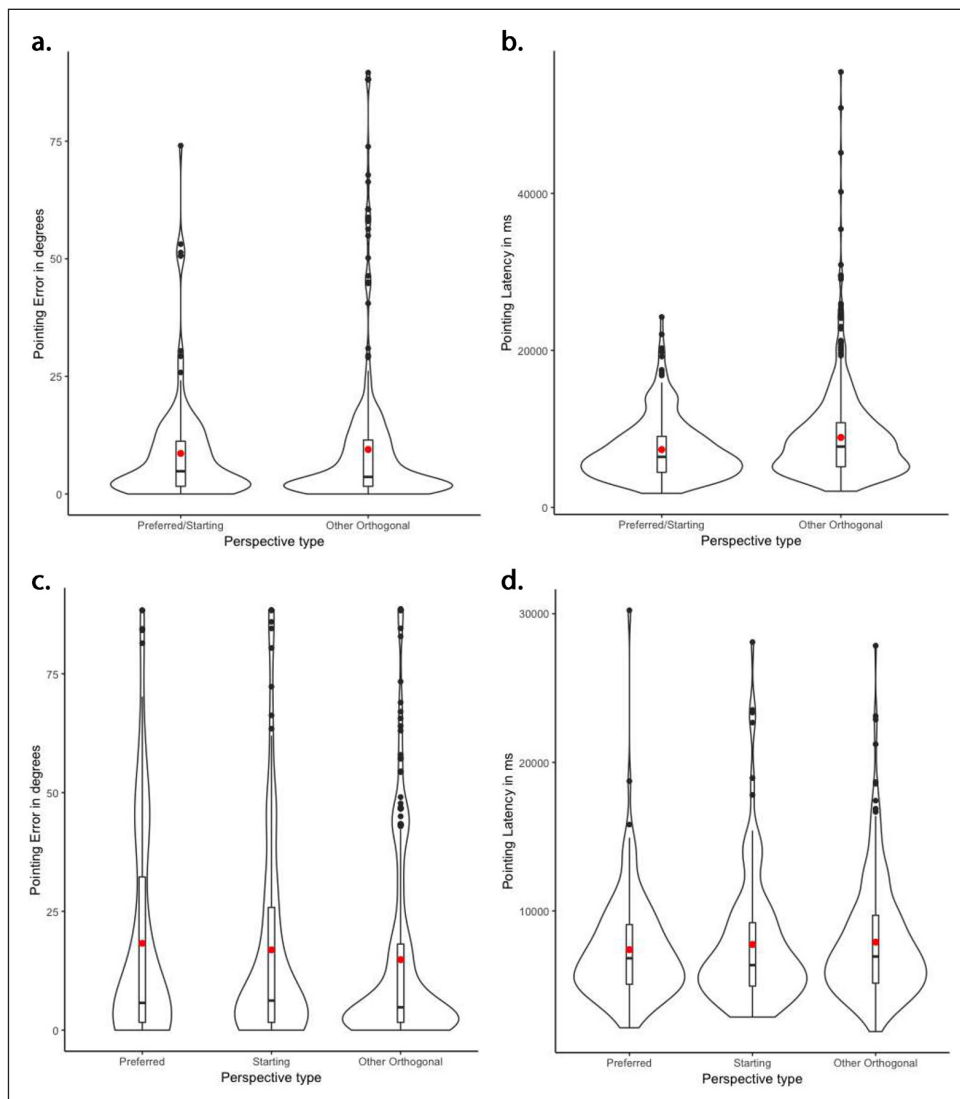 a.
75
50
25
0
Pointing Error in degrees
Preferred/Starting Other Orthogonal
Perspective type
b.
40000
20000
0
Pointing Latency in ms
Preferred/Starting Other Orthogonal
Perspective type
c.
75
50
25
0
Pointing Error in degrees
Preferred Starting Other Orthogonal
Perspective type
d.
30000
20000
10000
Pointing Latency in ms
Preferred Starting Other Orthogonal
Perspective type